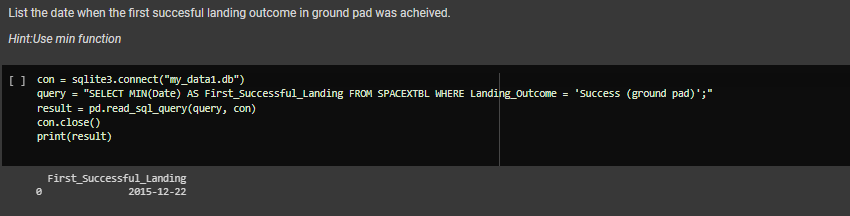 List the date when the first succesful landing outcome in ground pad was acheived.
Hint:Use min function
[ ] con = sqlite3.connect("my_data1.db")
query = "SELECT MIN(Date) AS First_Successful_Landing FROM SPACEXTBL WHERE Landing_Outcome = 'Success (ground pad)';"
result = pd.read_sql_query(query, con)
con.close()
print(result)
First_Successful_Landing
0 2015-12-22